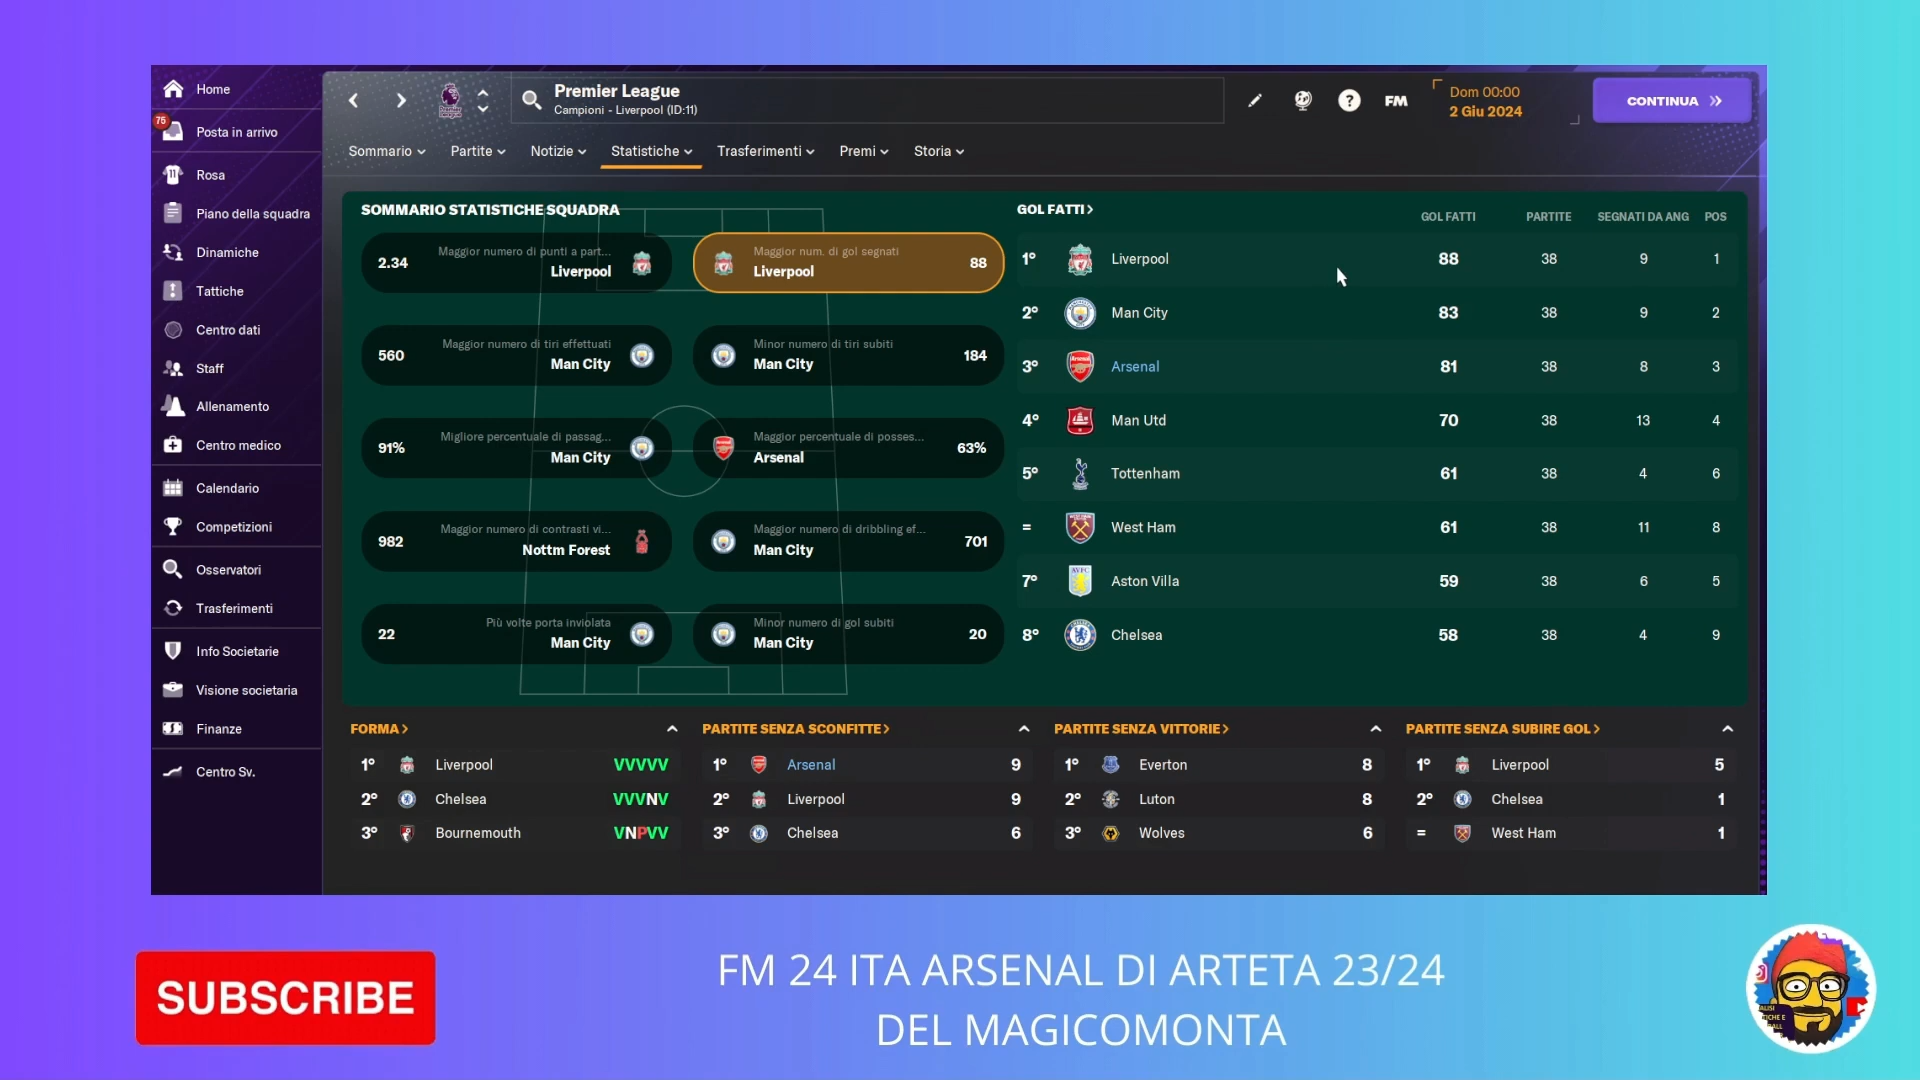 Home
75
Posta in arrivo
Rosa
Piano della squadra
Dinamiche
Tattiche
Centro dati
Staff
Allenamento
Centro medico
Calendario
Competizioni
Osservatori
Trasferimenti
Info Societarie
Visione societaria
Finanze
Centro Sv.
Premier League
Campioni - Liverpool (ID:11)
FM
Dom 00:00
2 Giu 2024
CONTINUA
Sommario Partite Notizie Statistiche Trasferimenti Premi Storia
SOMMARIO STATISTICHE SQUADRA
2.34 Maggior numero di punti a part...
Liverpool
Maggior num. di gol segnati
Liverpool 88
560 Maggior numero di tiri effettuati
Man City
Minor numero di tiri subiti
Man City 184
91% Migliore percentuale di passag...
Man City
Maggior percentuale di posses...
Arsenal 63%
982 Maggior numero di contrasti vi...
Nottm Forest
Maggior numero di dribbling ef...
Man City 701
22 Più volte porta inviolata
Man City
Minor numero di gol subiti
Man City 20
GOL FATTI GOL FATTI PARTITE SEGNATI DA ANG POS
1° Liverpool 88 38 9 1
2° Man City 83 38 9 2
3° Arsenal 81 38 8 3
4° Man Utd 70 38 13 4
5° Tottenham 61 38 4 6
= West Ham 61 38 11 8
7° Aston Villa 59 38 6 5
8° Chelsea 58 38 4 9
FORMA
1° Liverpool VVVVV
2° Chelsea VVVNV
3° Bournemouth VNPVV
PARTITE SENZA SCONFITTE
1° Arsenal 9
2° Liverpool 9
3° Chelsea 6
PARTITE SENZA VITTORIE
1° Everton 8
2° Luton 8
3° Wolves 6
PARTITE SENZA SUBIRE GOL
1° Liverpool 5
2° Chelsea 1
= West Ham 1
SUBSCRIBE
FM 24 ITA ARSENAL DI ARTETA 23/24
DEL MAGICOMONTA